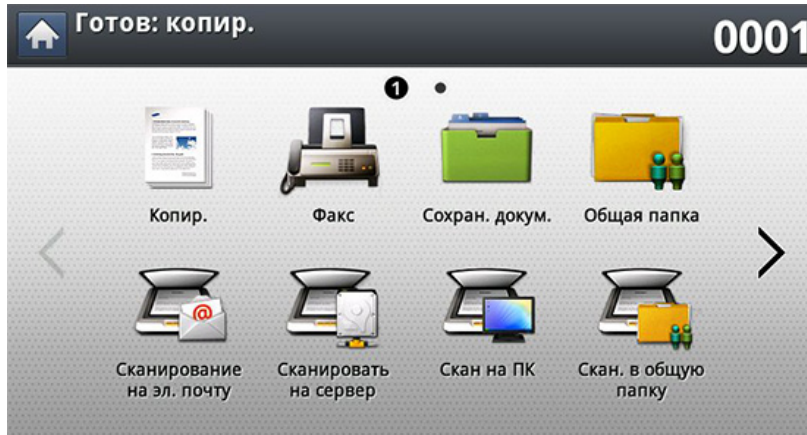 Готов: копир.
0001
1
Копир.
Факс
Сохран. докум.
Общая папка
Сканирование
на эл. почту
Сканировать
на сервер
Скан на ПК
Скан. в общую
папку